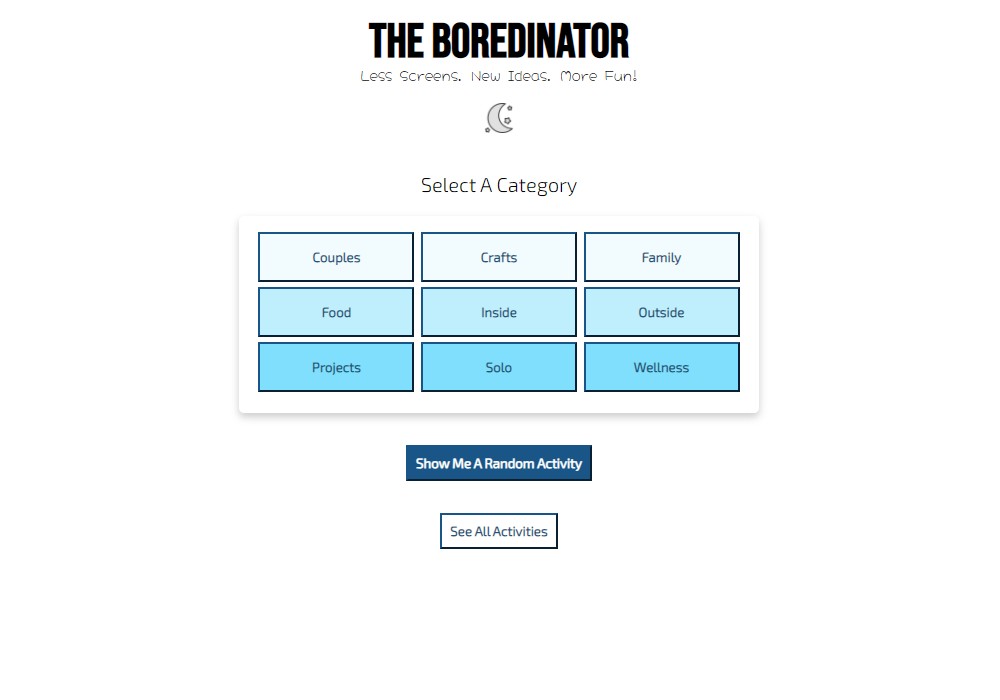 THE BOREDINATOR
Less Screens. New Ideas. More Fun!
Select A Category
Couples Crafts Family
Food Inside Outside
Projects Solo Wellness
Show Me A Random Activity
See All Activities